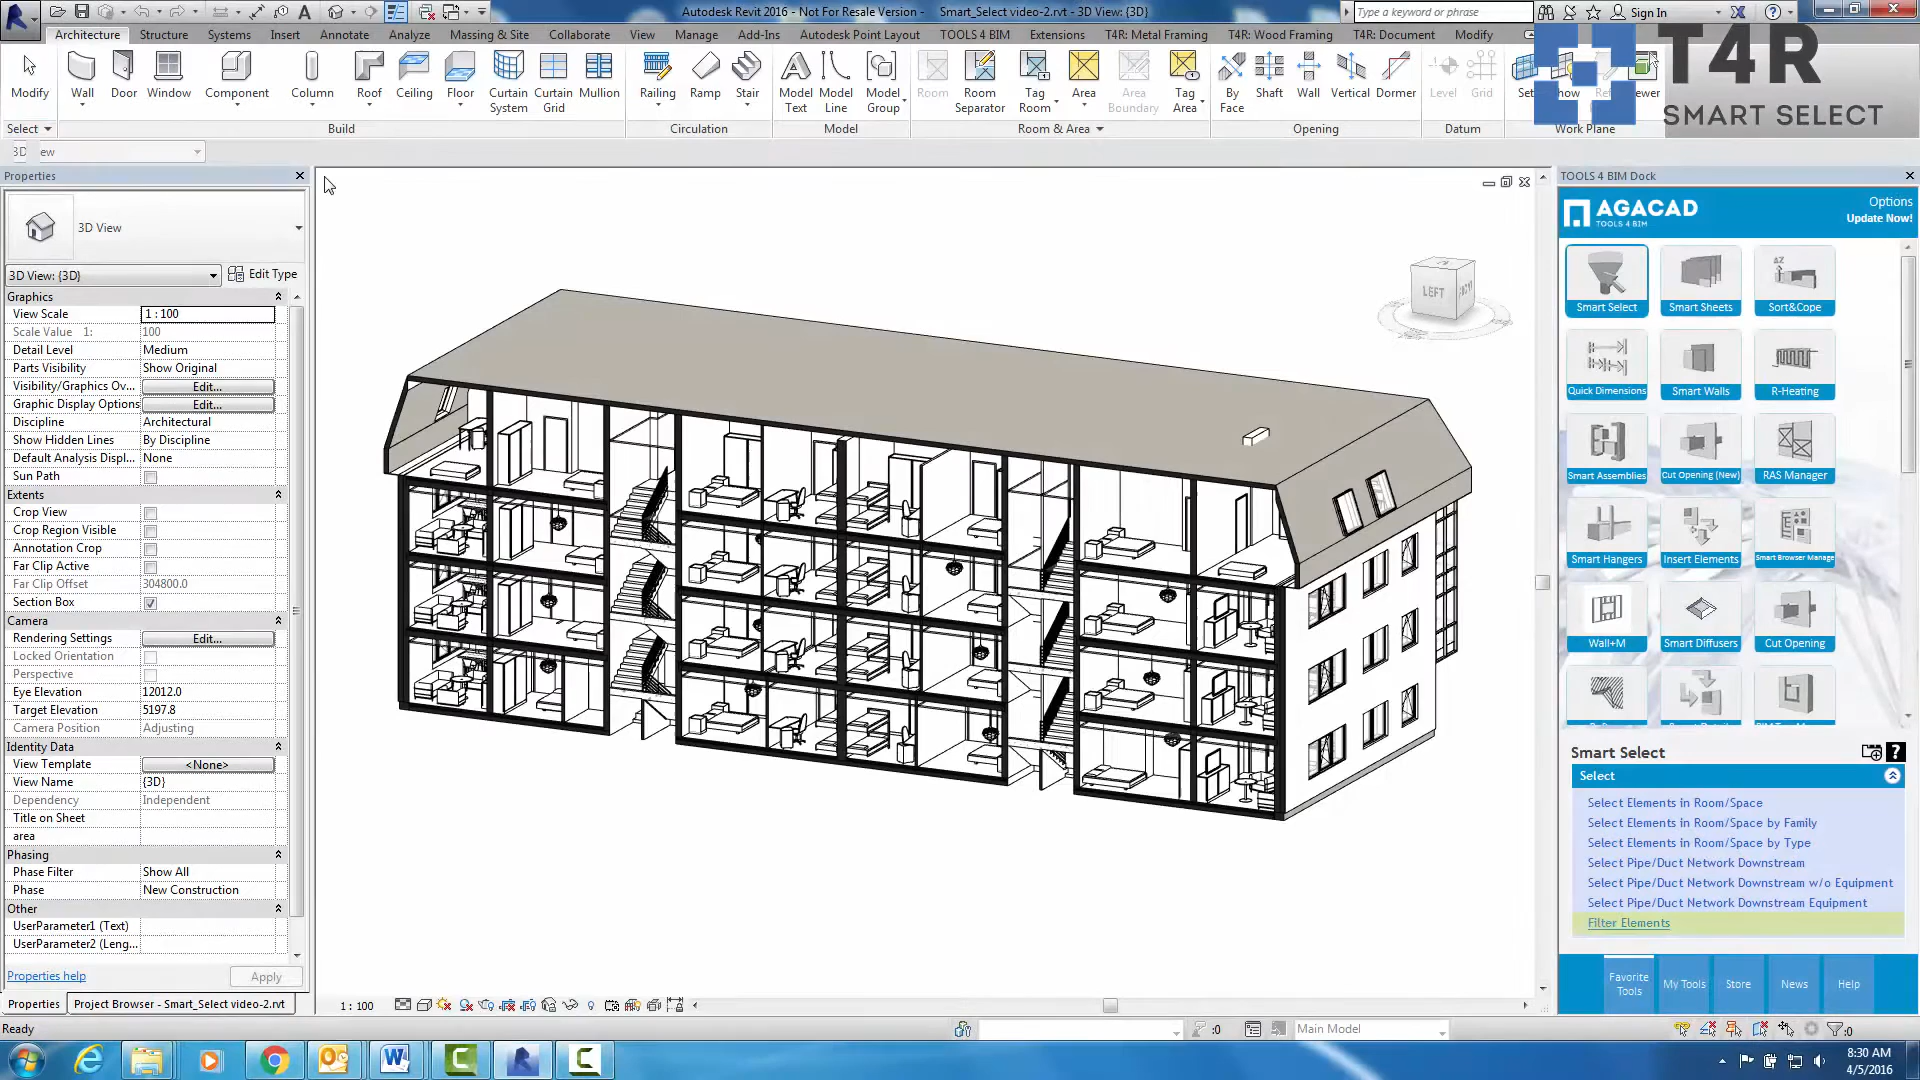 Autodesk Revit 2016 - Not For Resale Version - Smart_Select video-2.rvt - 3D View: {3D}
Type a keyword or phrase
Sign In
Architecture Structure Systems Insert Annotate Analyze Massing & Site Collaborate View Manage Add-Ins Autodesk Point Layout TOOLS 4 BIM Extensions T4R: Metal Framing T4R: Wood Framing T4R: Document Modify
T4R
SMART SELECT
Modify Wall Door Window Component Column Roof Ceiling Floor Curtain System Curtain Grid Mullion Railing Ramp Stair Model Text Model Line Model Group Room Room Separator Tag Room Area Area Boundary Tag Area By Face Shaft Wall Vertical Dormer Level Grid Set
Select Build Circulation Model Room & Area Opening Datum Work Plane
3D
Properties
3D View
3D View: {3D}
Edit Type
Graphics
View Scale 1 : 100
Scale Value 1: 100
Detail Level Medium
Parts Visibility Show Original
Visibility/Graphics Ov... Edit...
Graphic Display Options Edit...
Discipline Architectural
Show Hidden Lines By Discipline
Default Analysis Displ... None
Sun Path
Extents
Crop View
Crop Region Visible
Annotation Crop
Far Clip Active
Far Clip Offset 304800.0
Section Box
Camera
Rendering Settings Edit...
Locked Orientation
Perspective
Eye Elevation 12012.0
Target Elevation 5197.8
Camera Position Adjusting
Identity Data
View Template <None>
View Name {3D}
Dependency Independent
Title on Sheet
area
Phasing
Phase Filter Show All
Phase New Construction
Other
UserParameter1 (Text)
UserParameter2 (Leng...
Properties help
Apply
Properties
Project Browser - Smart_Select video-2.rvt
LEFT
1 : 100
TOOLS 4 BIM Dock
AGACAD
TOOLS 4 BIM
Options
Update Now!
Smart Select Smart Sheets Sort&Cope
Quick Dimensions Smart Walls R-Heating
Smart Assemblies Cut Opening (New) RAS Manager
Smart Hangers Insert Elements Smart Browser Manage
Wall+M Smart Diffusers Cut Opening
Smart Select
Select
Select Elements in Room/Space
Select Elements in Room/Space by Family
Select Elements in Room/Space by Type
Select Pipe/Duct Network Downstream
Select Pipe/Duct Network Downstream w/o Equipment
Select Pipe/Duct Network Downstream Equipment
Filter Elements
Favorite Tools My Tools Store News Help
Ready
:0
Main Model
:0
8:30 AM
4/5/2016